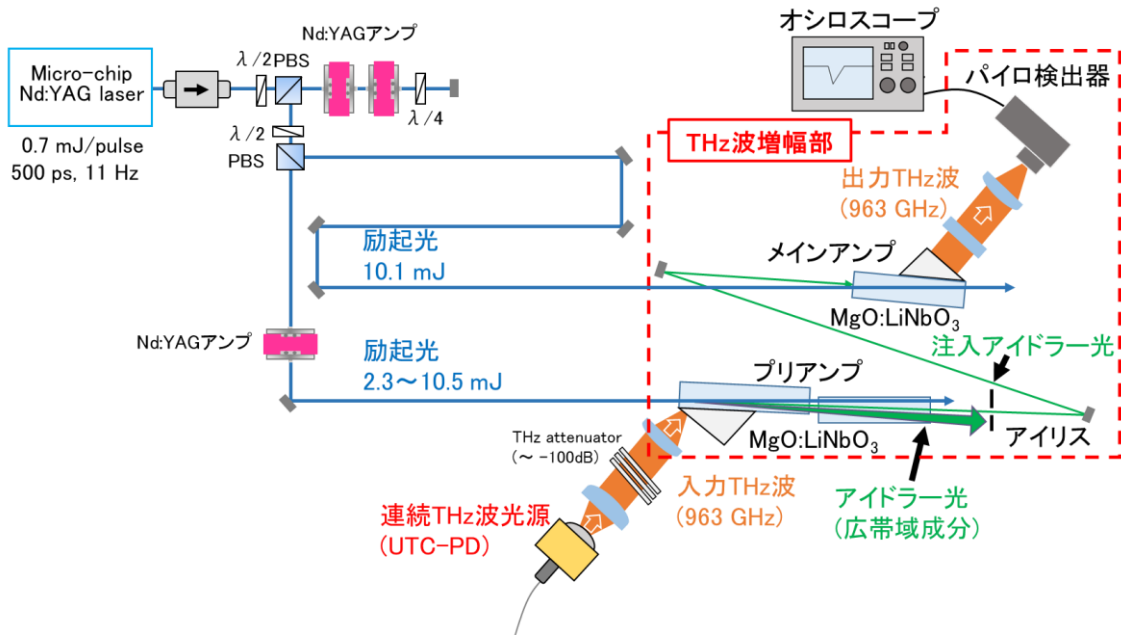 Micro-chip
Nd:YAG laser
0.7 mJ/pulse
500 ps, 11 Hz
λ/2
PBS
Nd:YAGアンプ
λ/4
λ/2
PBS
オシロスコープ
パイロ検出器
THz波増幅部
出力THz波
(963 GHz)
励起光
10.1 mJ
メインアンプ
MgO:LiNbO3
Nd:YAGアンプ
励起光
2.3~10.5 mJ
プリアンプ
MgO:LiNbO3
注入アイドラー光
アイリス
THz attenuator
(~ -100dB)
入力THz波
(963 GHz)
アイドラー光
(広帯域成分)
連続THz波光源
(UTC-PD)